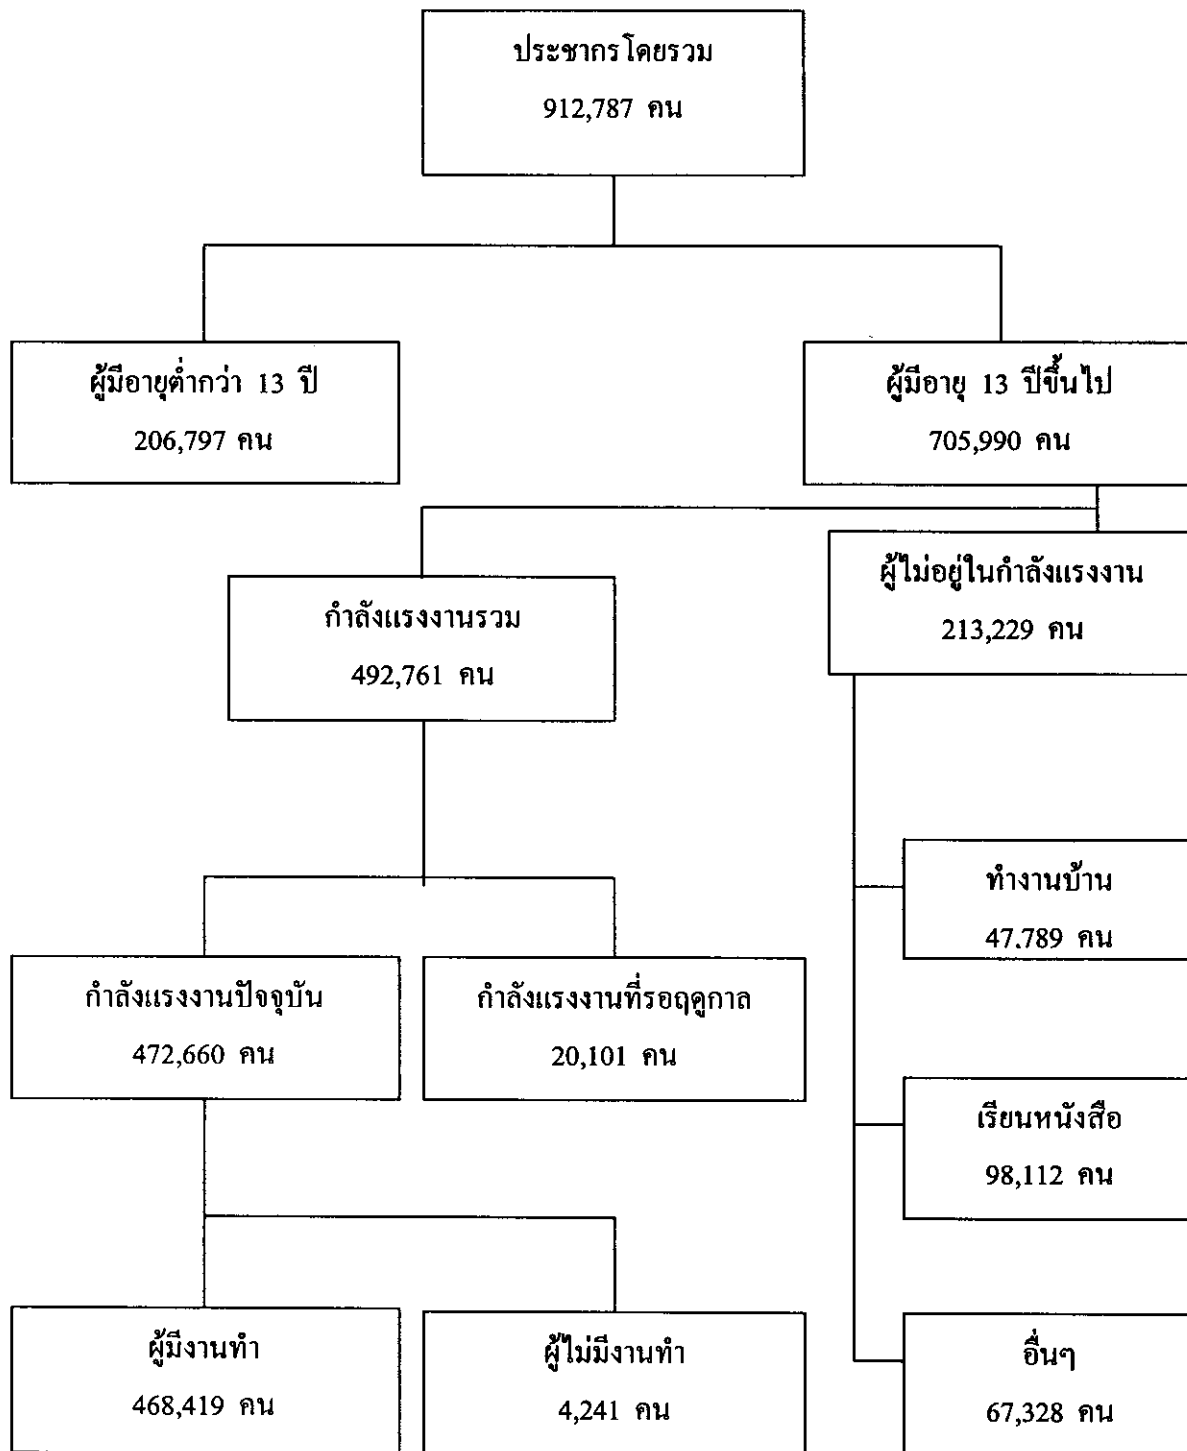 ประชากรโดยรวม
912,787 คน
ผู้มีอายุต่ำกว่า 13 ปี
206,797 คน
ผู้มีอายุ 13 ปีขึ้นไป
705,990 คน
ผู้ไม่อยู่ในกำลังแรงงาน
213,229 คน
กำลังแรงงานรวม
492,761 คน
ทำงานบ้าน
47,789 คน
กำลังแรงงานปัจจุบัน
472,660 คน
กำลังแรงงานที่รอฤดูกาล
20,101 คน
เรียนหนังสือ
98,112 คน
ผู้มีงานทำ
468,419 คน
ผู้ไม่มีงานทำ
4,241 คน
อื่นๆ
67,328 คน